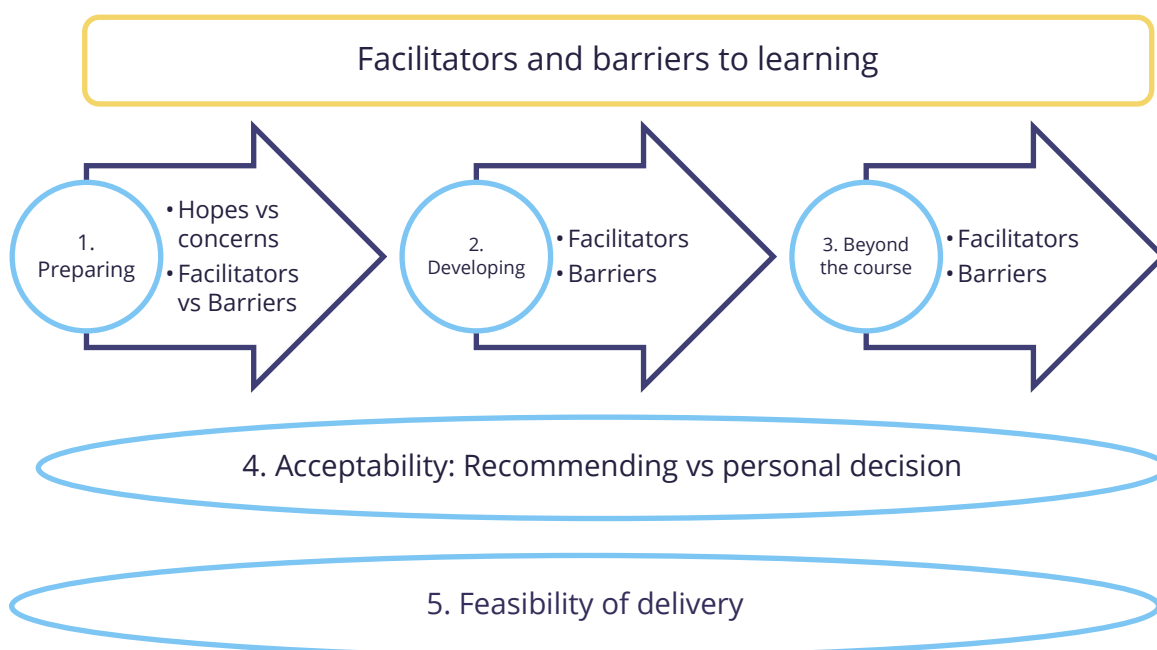 Facilitators and barriers to learning
1.
Preparing
•Hopes vs
concerns
•Facilitators
vs Barriers
2.
Developing
•Facilitators
•Barriers
3. Beyond
the course
•Facilitators
•Barriers
4. Acceptability: Recommending vs personal decision
5. Feasibility of delivery